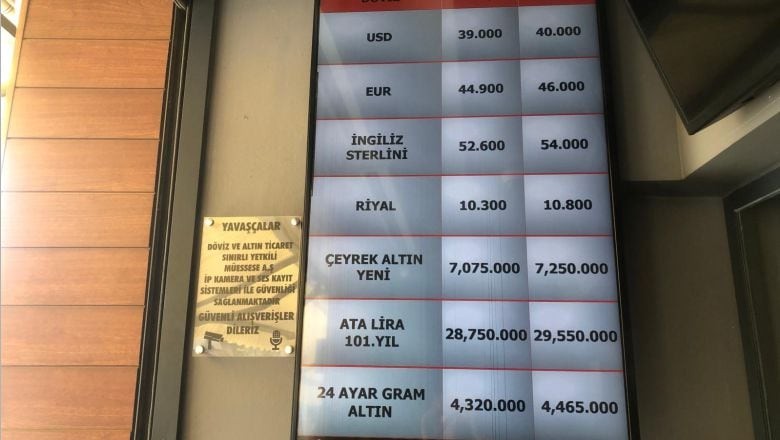 DÖVİZ
USD 39.000 40.000
EUR 44.900 46.000
İNGİLİZ
STERLİNİ 52.600 54.000
RİYAL 10.300 10.800
ÇEYREK ALTIN
YENİ 7,075.000 7,250.000
ATA LİRA
101.YIL 28,750.000 29,550.000
24 AYAR GRAM
ALTIN 4,320.000 4,465.000
YAVAŞÇALAR
DÖVİZ VE ALTIN TİCARET
SINIRLI YETKİLİ
MÜESSESE A.Ş
İP KAMERA VE SES KAYIT
SİSTEMLERİ İLE GÜVENLİĞİ
SAĞLANMAKTADIR
GÜVENLİ ALIŞVERİŞLER
DİLERİZ